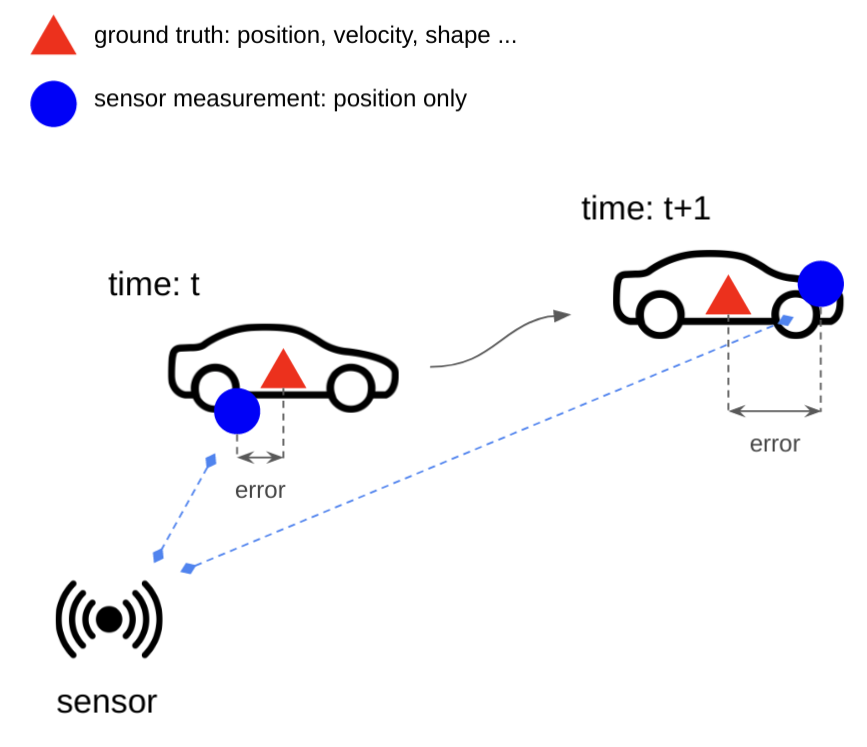 ground truth: position, velocity, shape ...
sensor measurement: position only
time: t+1
time: t
error
error
sensor